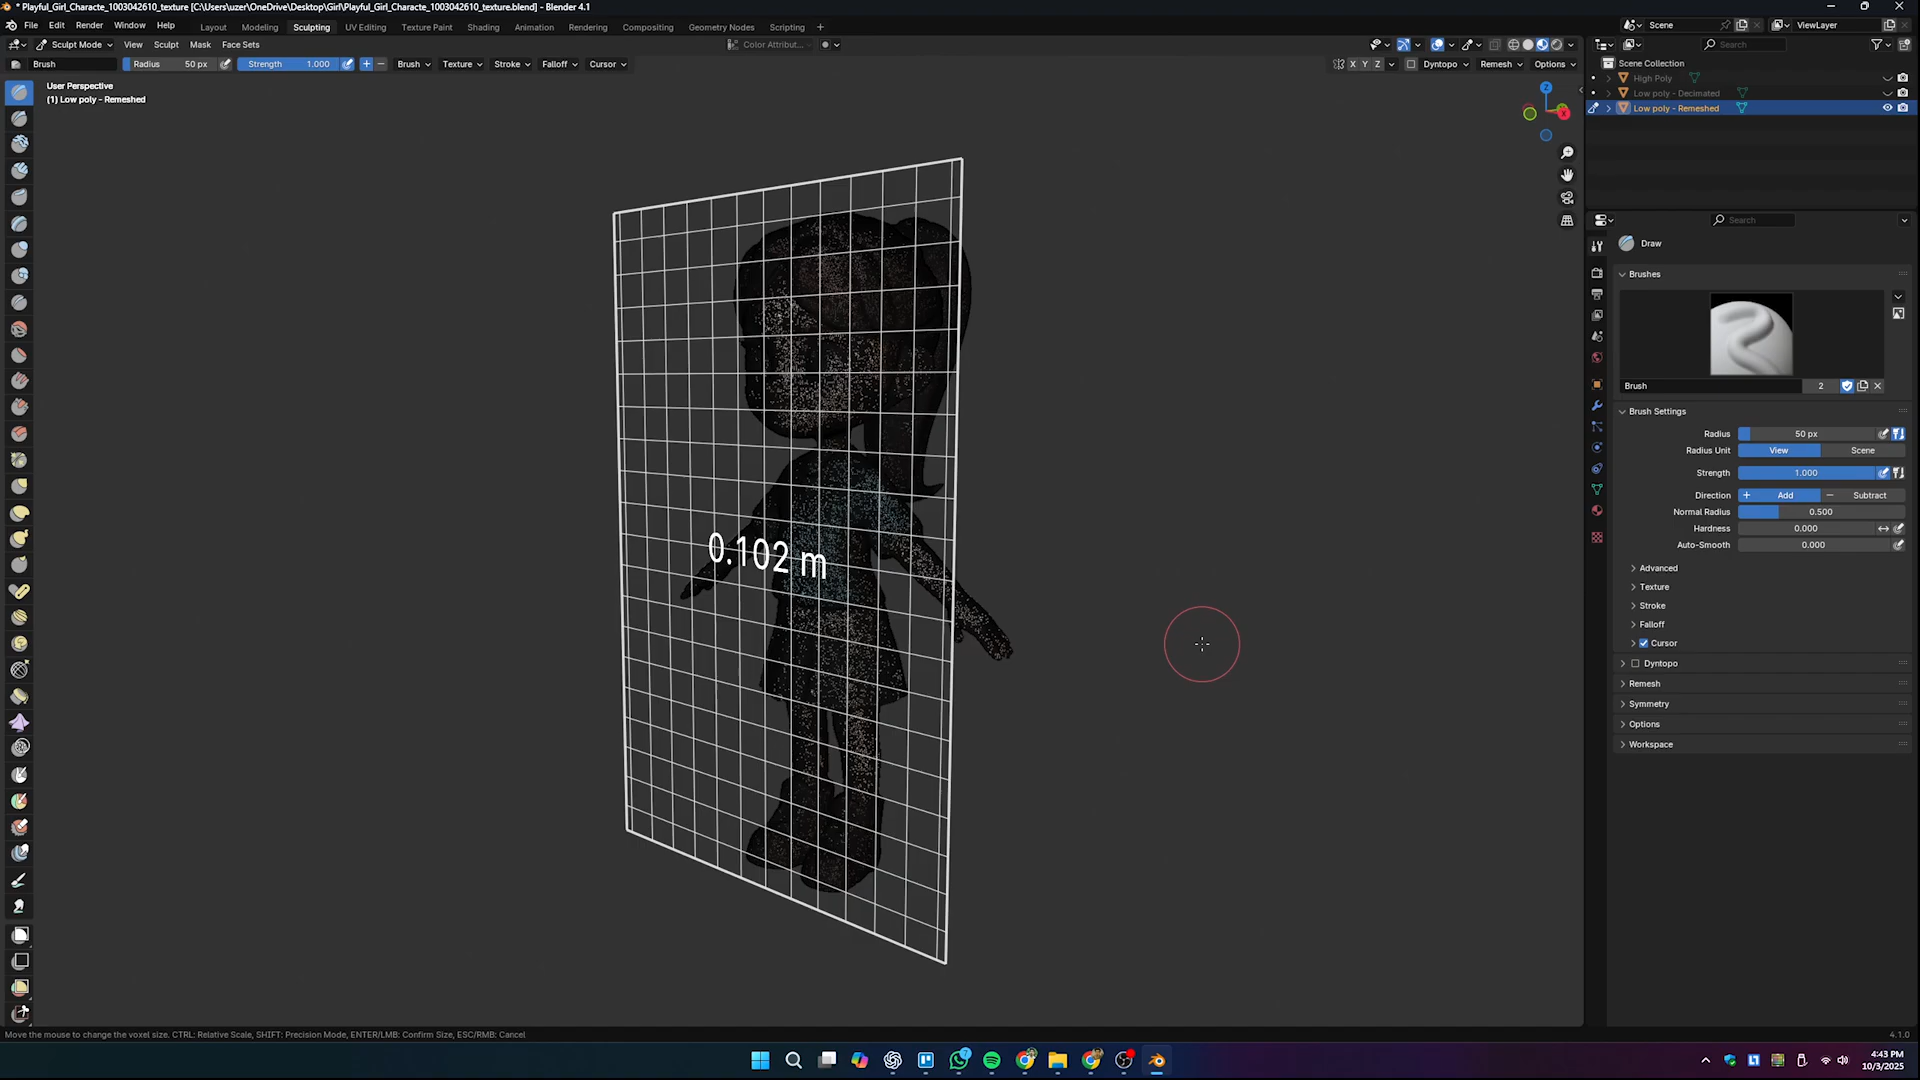 * Playful_Girl_Characte_1003042610_texture [C:\Users\uzer\OneDrive\Desktop\Girl\Playful_Girl_Characte_1003042610_texture.blend] - Blender 4.1
File Edit Render Window Help
Layout Modeling Sculpting UV Editing Texture Paint Shading Animation Rendering Compositing Geometry Nodes Scripting +
Scene ViewLayer
Sculpt Mode View Sculpt Mask Face Sets Color Attribut...
Search
Brush Radius 50 px Strength 1.000 Brush Texture Stroke Falloff Cursor
X Y Z Dyntopo Remesh Options
Scene Collection
High Poly
Low poly - Decimated
Low poly - Remeshed
User Perspective
(1) Low poly - Remeshed
Z
X
0.102 m
Search
Draw
Brushes
Brush 2
Brush Settings
Radius 50 px
Radius Unit View Scene
Strength 1.000
Direction Add Subtract
Normal Radius 0.500
Hardness 0.000
Auto-Smooth 0.000
Advanced
Texture
Stroke
Falloff
Cursor
Dyntopo
Remesh
Symmetry
Options
Workspace
Move the mouse to change the voxel size. CTRL: Relative Scale, SHIFT: Precision Mode, ENTER/LMB: Confirm Size, ESC/RMB: Cancel
4.1.0
4:43 PM
10/3/2025